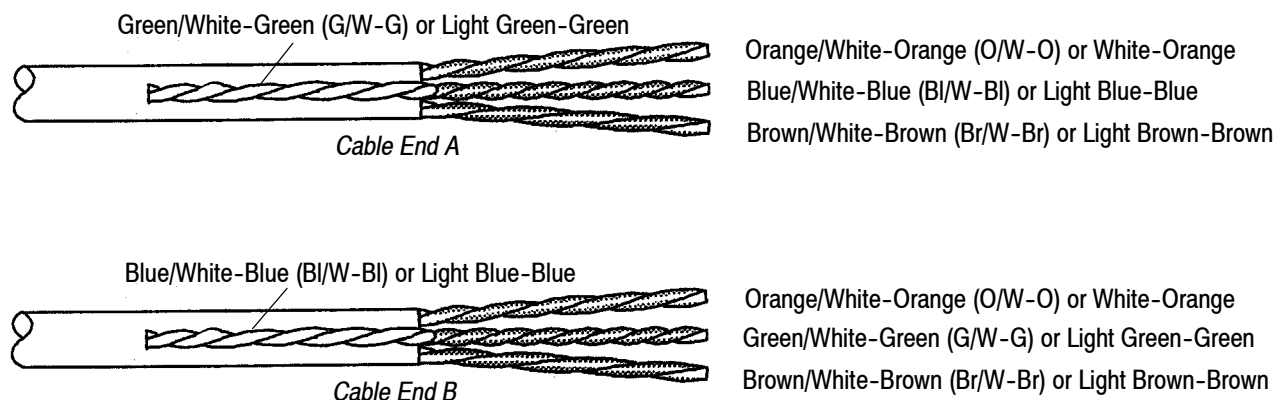 Green/White-Green (G/W-G) or Light Green-Green
Orange/White-Orange (O/W-O) or White-Orange
Blue/White-Blue (Bl/W-Bl) or Light Blue-Blue
Brown/White-Brown (Br/W-Br) or Light Brown-Brown
Cable End A
Blue/White-Blue (Bl/W-Bl) or Light Blue-Blue
Orange/White-Orange (O/W-O) or White-Orange
Green/White-Green (G/W-G) or Light Green-Green
Brown/White-Brown (Br/W-Br) or Light Brown-Brown
Cable End B